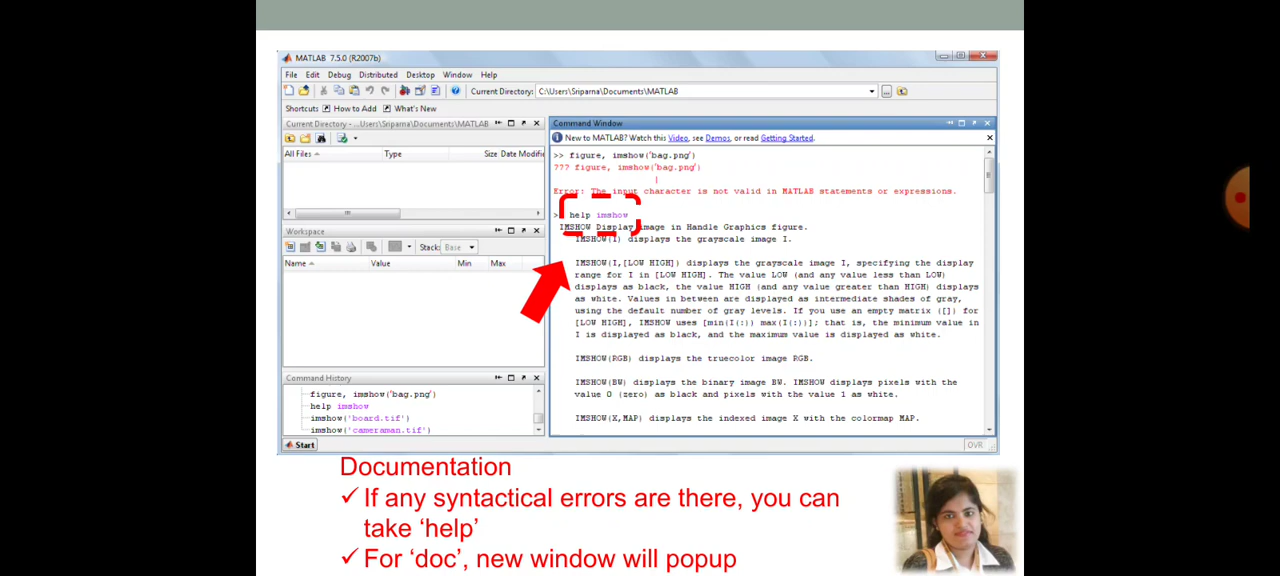 MATLAB 7.5.0 (R2007b)
File Edit Debug Distributed Desktop Window Help
Current Directory: C:\Users\Sriparna\Documents\MATLAB
Shortcuts How to Add What's New
Current Directory - ...Users\Sriparna\Documents\MATLAB
All Files Type Size Date Modifi
Workspace
Stack: Base
Name Value Min Max
Command History
figure, imshow('bag.png')
help imshow
imshow('board.tif')
imshow('cameraman.tif')
Start
Command Window
New to MATLAB? Watch this Video, see Demos, or read Getting Started.
>> figure, imshow('bag.png')
??? figure, imshow('bag.png')
|
Error: The input character is not valid in MATLAB statements or expressions.
> help imshow
IMSHOW Display image in Handle Graphics figure.
IMSHOW(I) displays the grayscale image I.
IMSHOW(I,[LOW HIGH]) displays the grayscale image I, specifying the display
range for I in [LOW HIGH]. The value LOW (and any value less than LOW)
displays as black, the value HIGH (and any value greater than HIGH) displays
as white. Values in between are displayed as intermediate shades of gray,
using the default number of gray levels. If you use an empty matrix ([]) for
[LOW HIGH], IMSHOW uses [min(I(:)) max(I(:))]; that is, the minimum value in
I is displayed as black, and the maximum value is displayed as white.
IMSHOW(RGB) displays the truecolor image RGB.
IMSHOW(BW) displays the binary image BW. IMSHOW displays pixels with the
value 0 (zero) as black and pixels with the value 1 as white.
IMSHOW(X,MAP) displays the indexed image X with the colormap MAP.
OVR
Documentation
✓ If any syntactical errors are there, you can
take ‘help’
✓ For ‘doc’, new window will popup